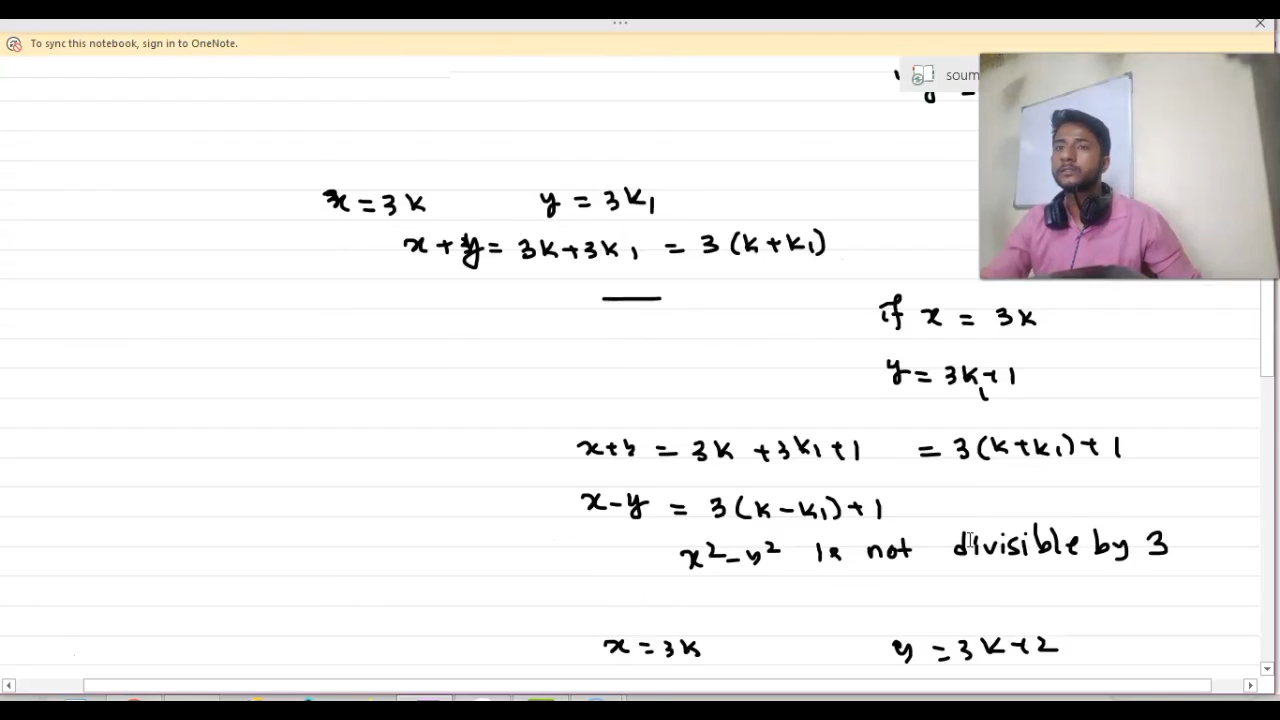 To sync this notebook, sign in to OneNote.
soum
x = 3k y = 3k₁
x + y = 3k+3k₁ = 3(k+k₁)
if x = 3k
y = 3k₁+1
x+y = 3k +3k₁+1 = 3(k+k₁)+1
x-y = 3(k-k₁)+1
x²-y² is not divisible by 3
x = 3k y = 3k+2